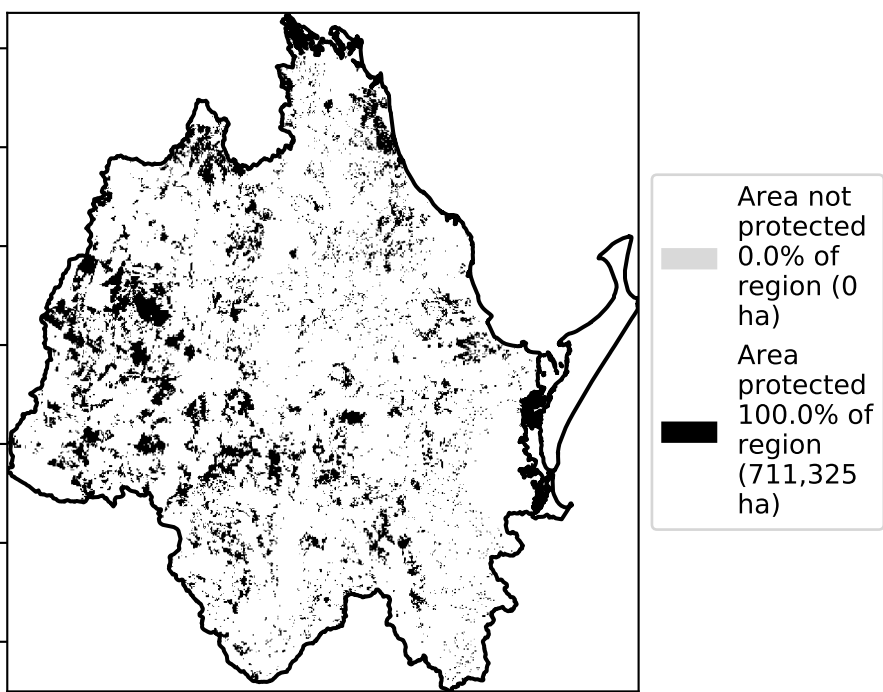 Area not
protected
0.0% of
region (0
ha)
Area
protected
100.0% of
region
(711,325
ha)